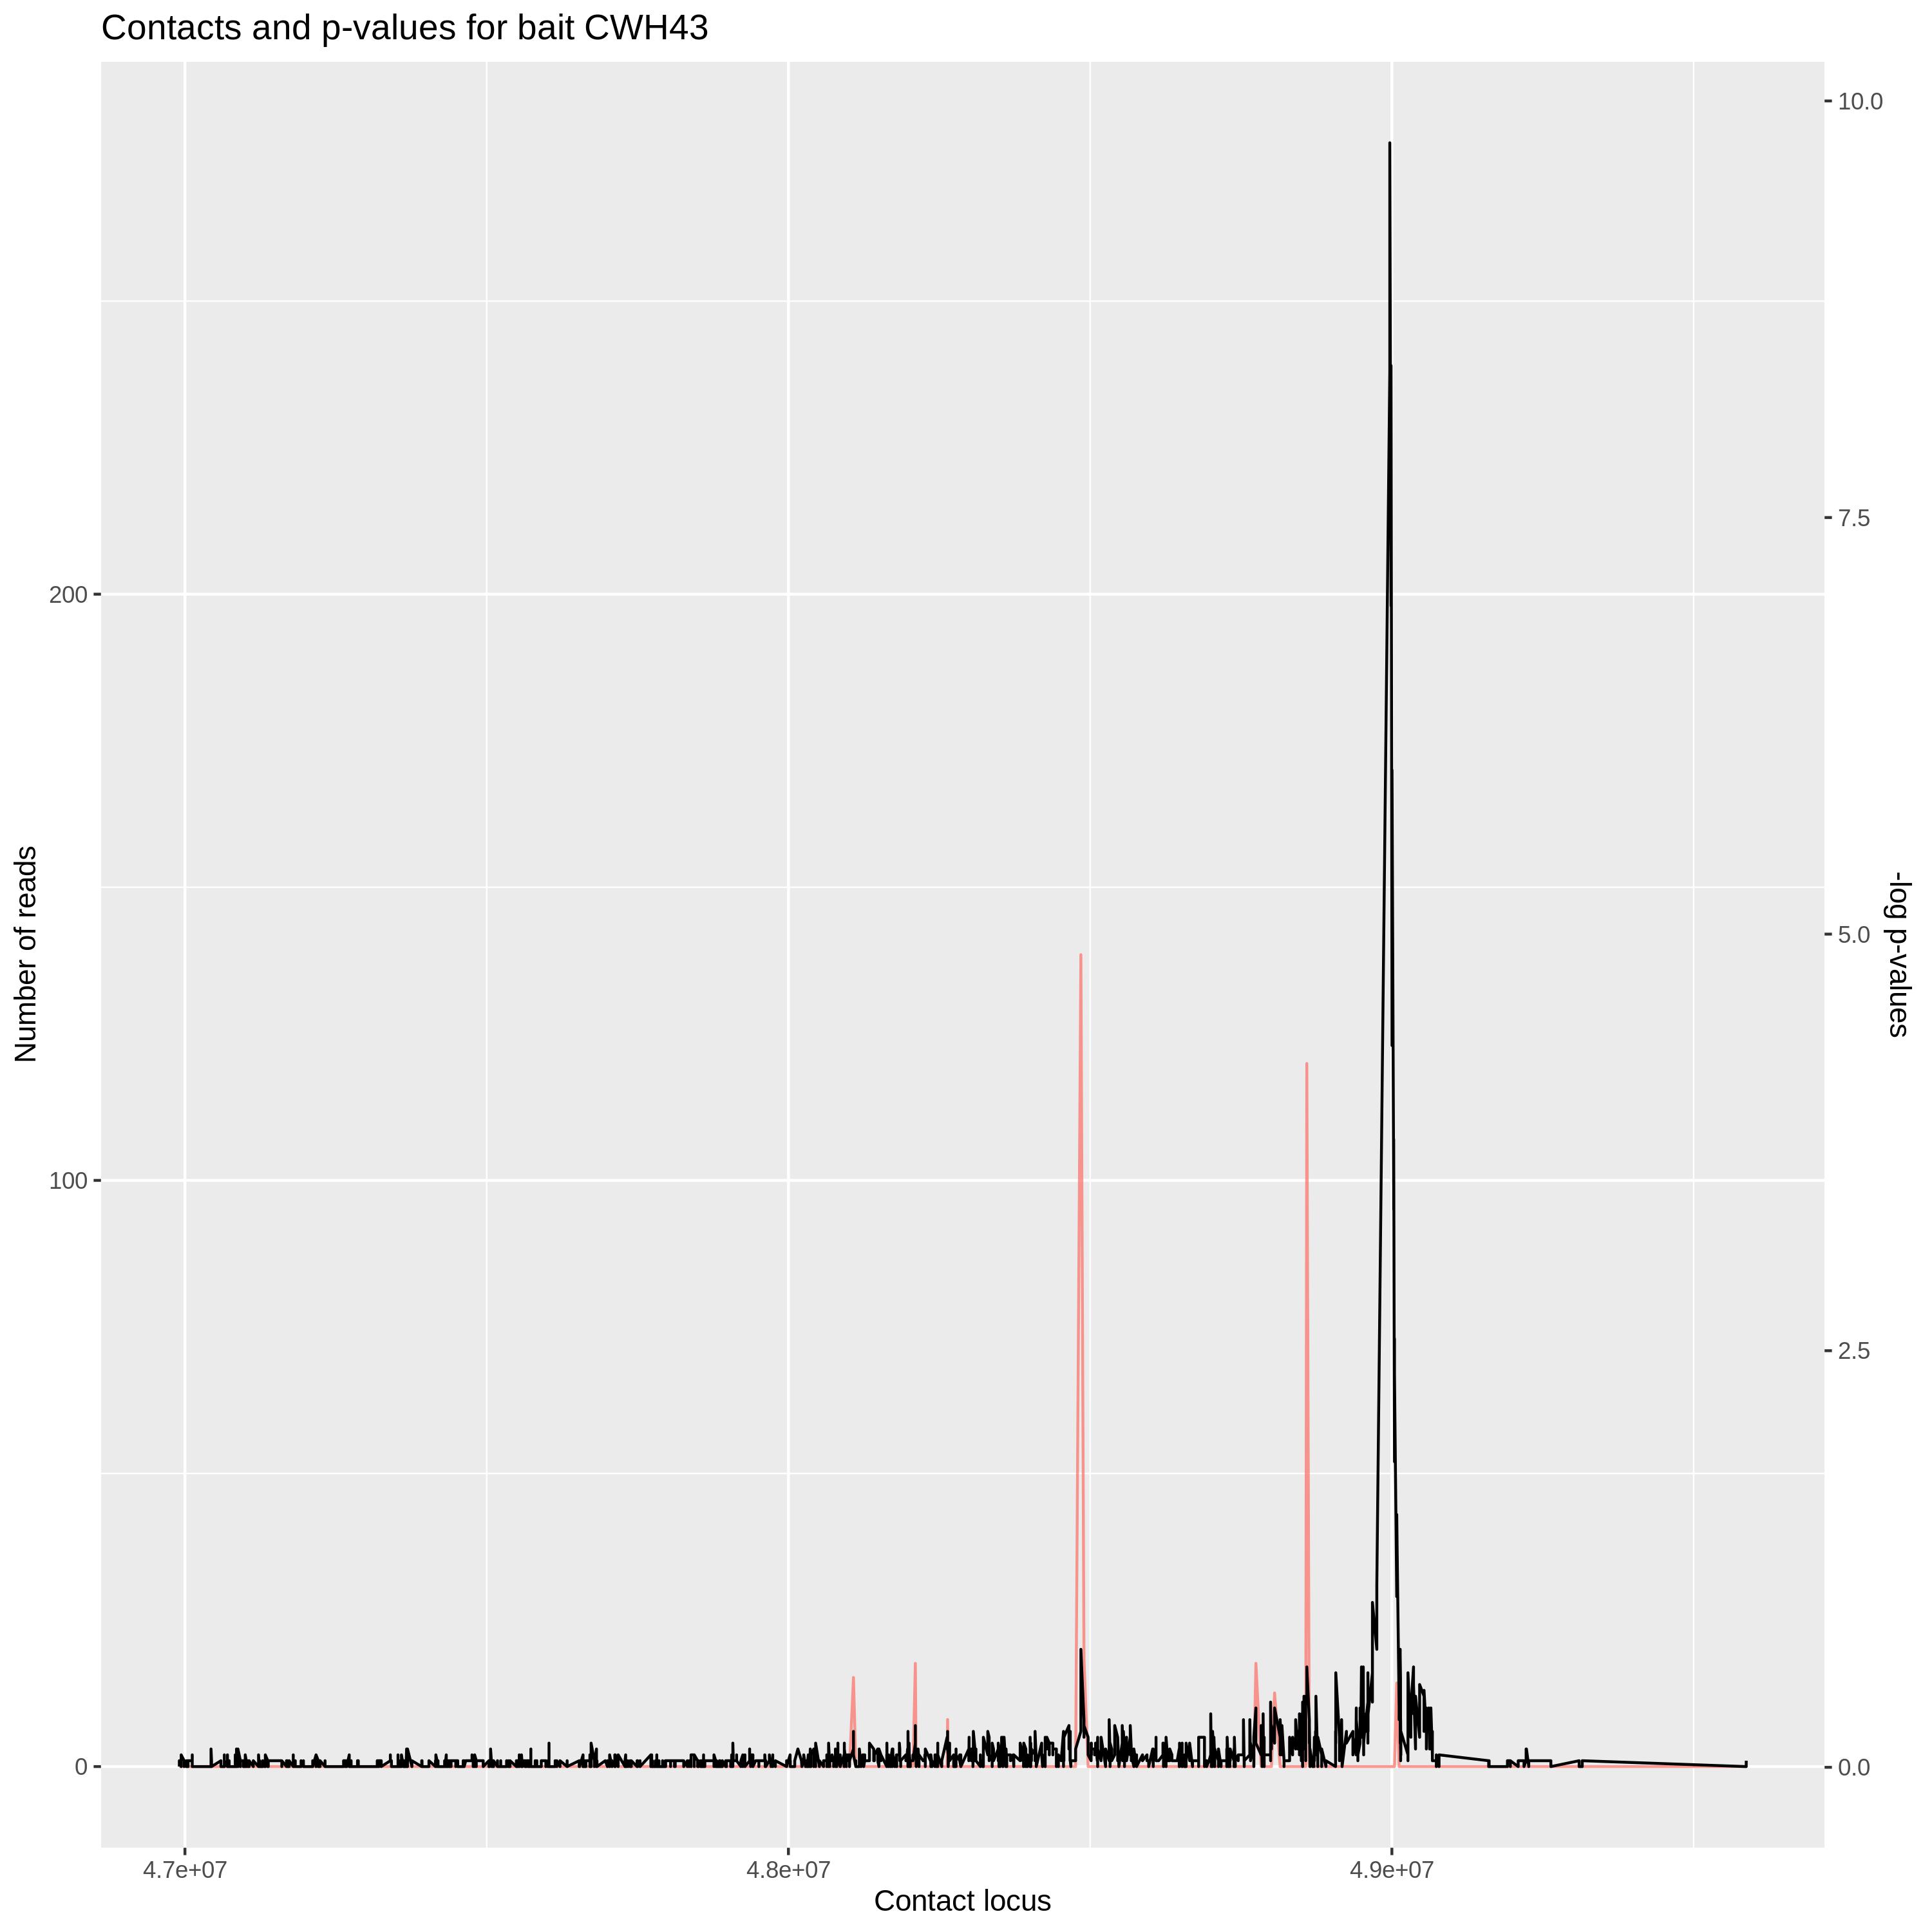 Contacts and p-values for bait CWH43
10.0
7.5
5.0
2.5
0.0
200
100
0
Number of reads
-log p-values
4.7e+07
4.8e+07
4.9e+07
Contact locus